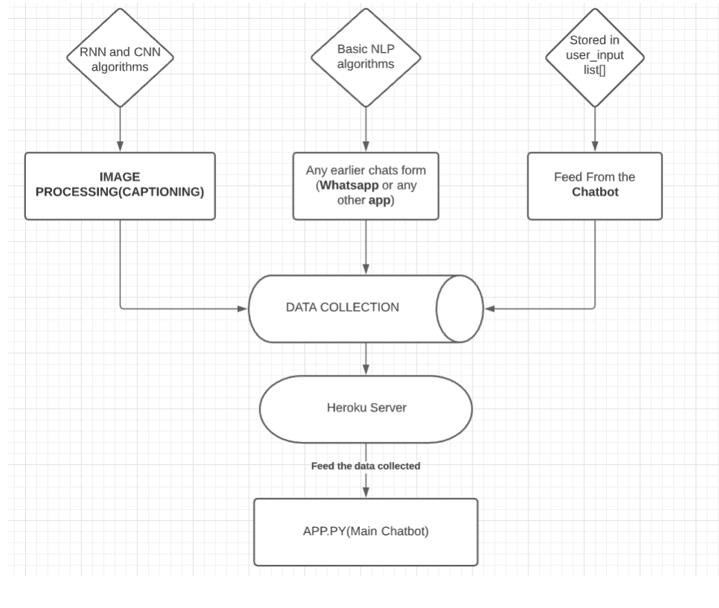 RNN and CNN
algorithms
Basic NLP
algorithms
Stored in
user_input
list[]
IMAGE
PROCESSING(CAPTIONING)
Any earlier chats form
(Whatsapp or any
other app)
Feed From the
Chatbot
DATA COLLECTION
Heroku Server
Feed the data collected
APP.PY(Main Chatbot)